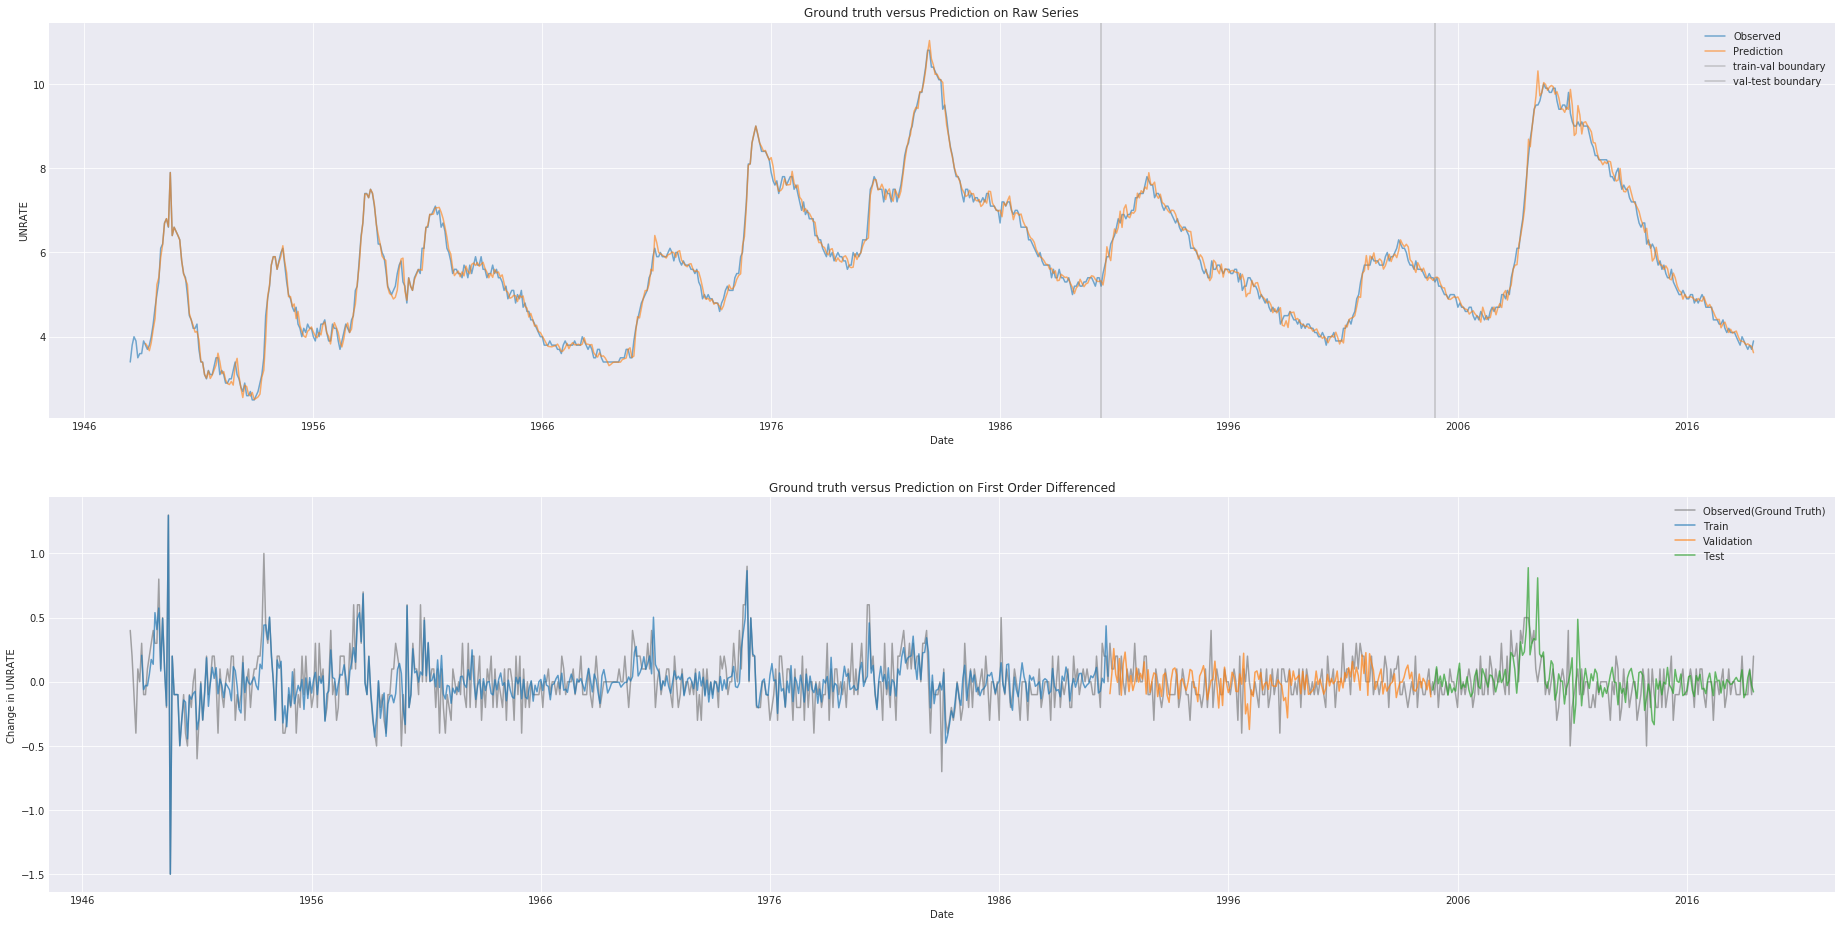 Ground truth versus Prediction on Raw Series
Observed
Prediction
train-val boundary
val-test boundary
10
8
6
4
UNRATE
1946 1956 1966 1976 1986 1996 2006 2016
Date
Ground truth versus Prediction on First Order Differenced
Observed(Ground Truth)
Train
Validation
Test
1.0
0.5
0.0
−0.5
−1.0
−1.5
Change in UNRATE
1946 1956 1966 1976 1986 1996 2006 2016
Date